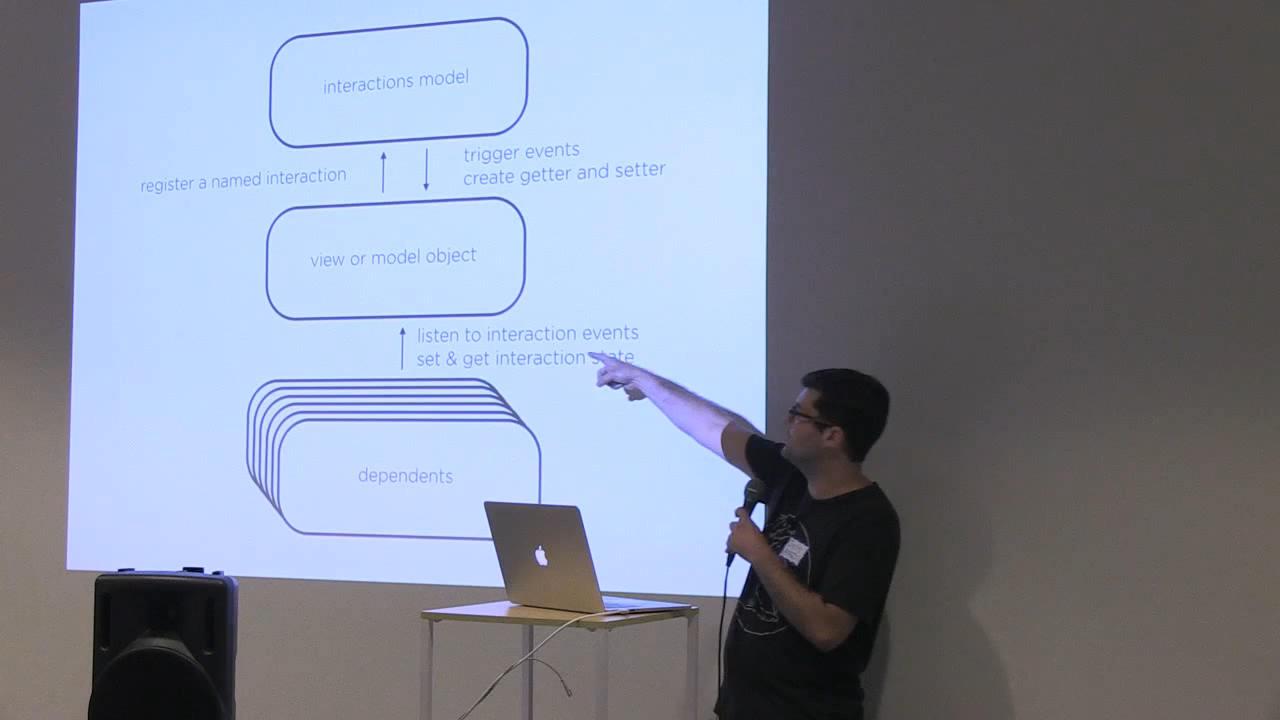 interactions model
register a named interaction
trigger events
create getter and setter
view or model object
listen to interaction events
set & get interaction state
dependents